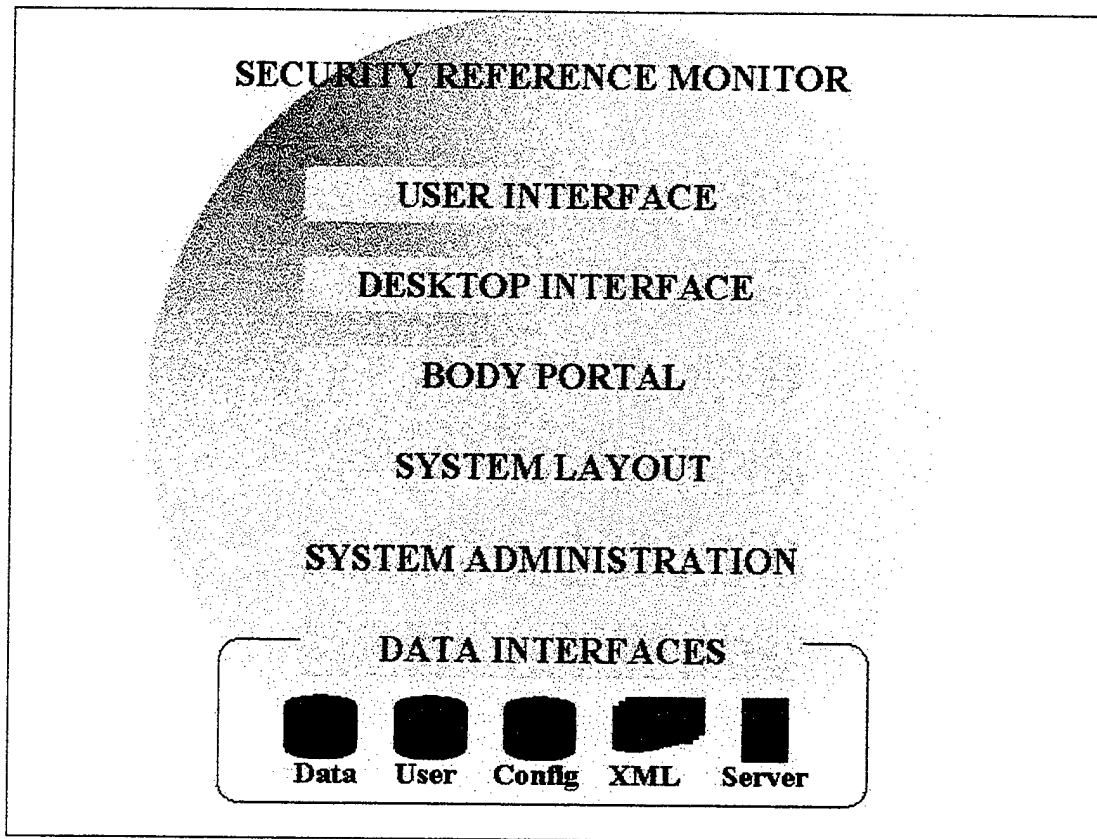 SECURITY REFERENCE MONITOR
USER INTERFACE
DESKTOP INTERFACE
BODY PORTAL
SYSTEM LAYOUT
SYSTEM ADMINISTRATION
DATA INTERFACES
Data User Config XML Server